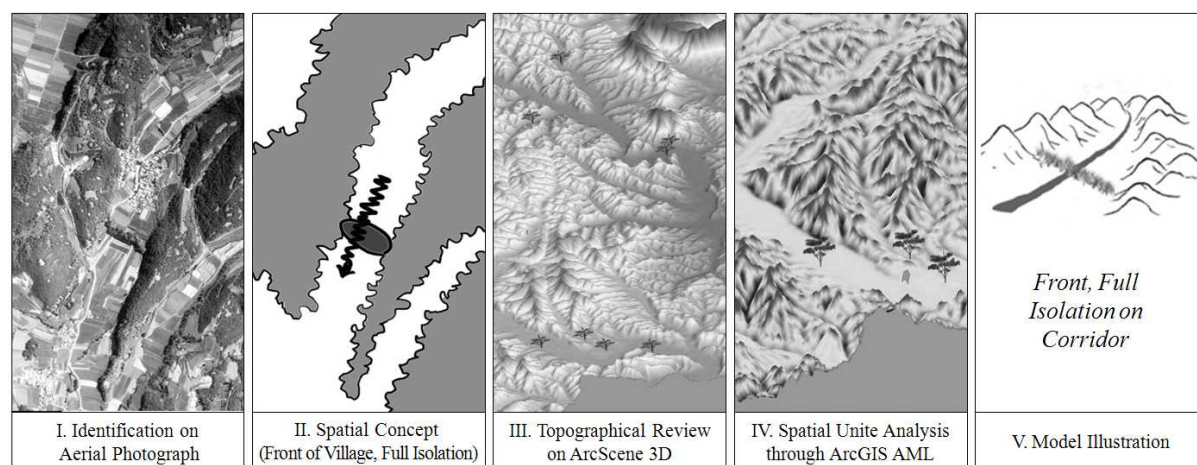 Front, Full
Isolation on
Corridor
I. Identification on
Aerial Photograph
II. Spatial Concept
(Front of Village, Full Isolation)
III. Topographical Review
on ArcScene 3D
IV. Spatial Unite Analysis
through ArcGIS AML
V. Model Illustration